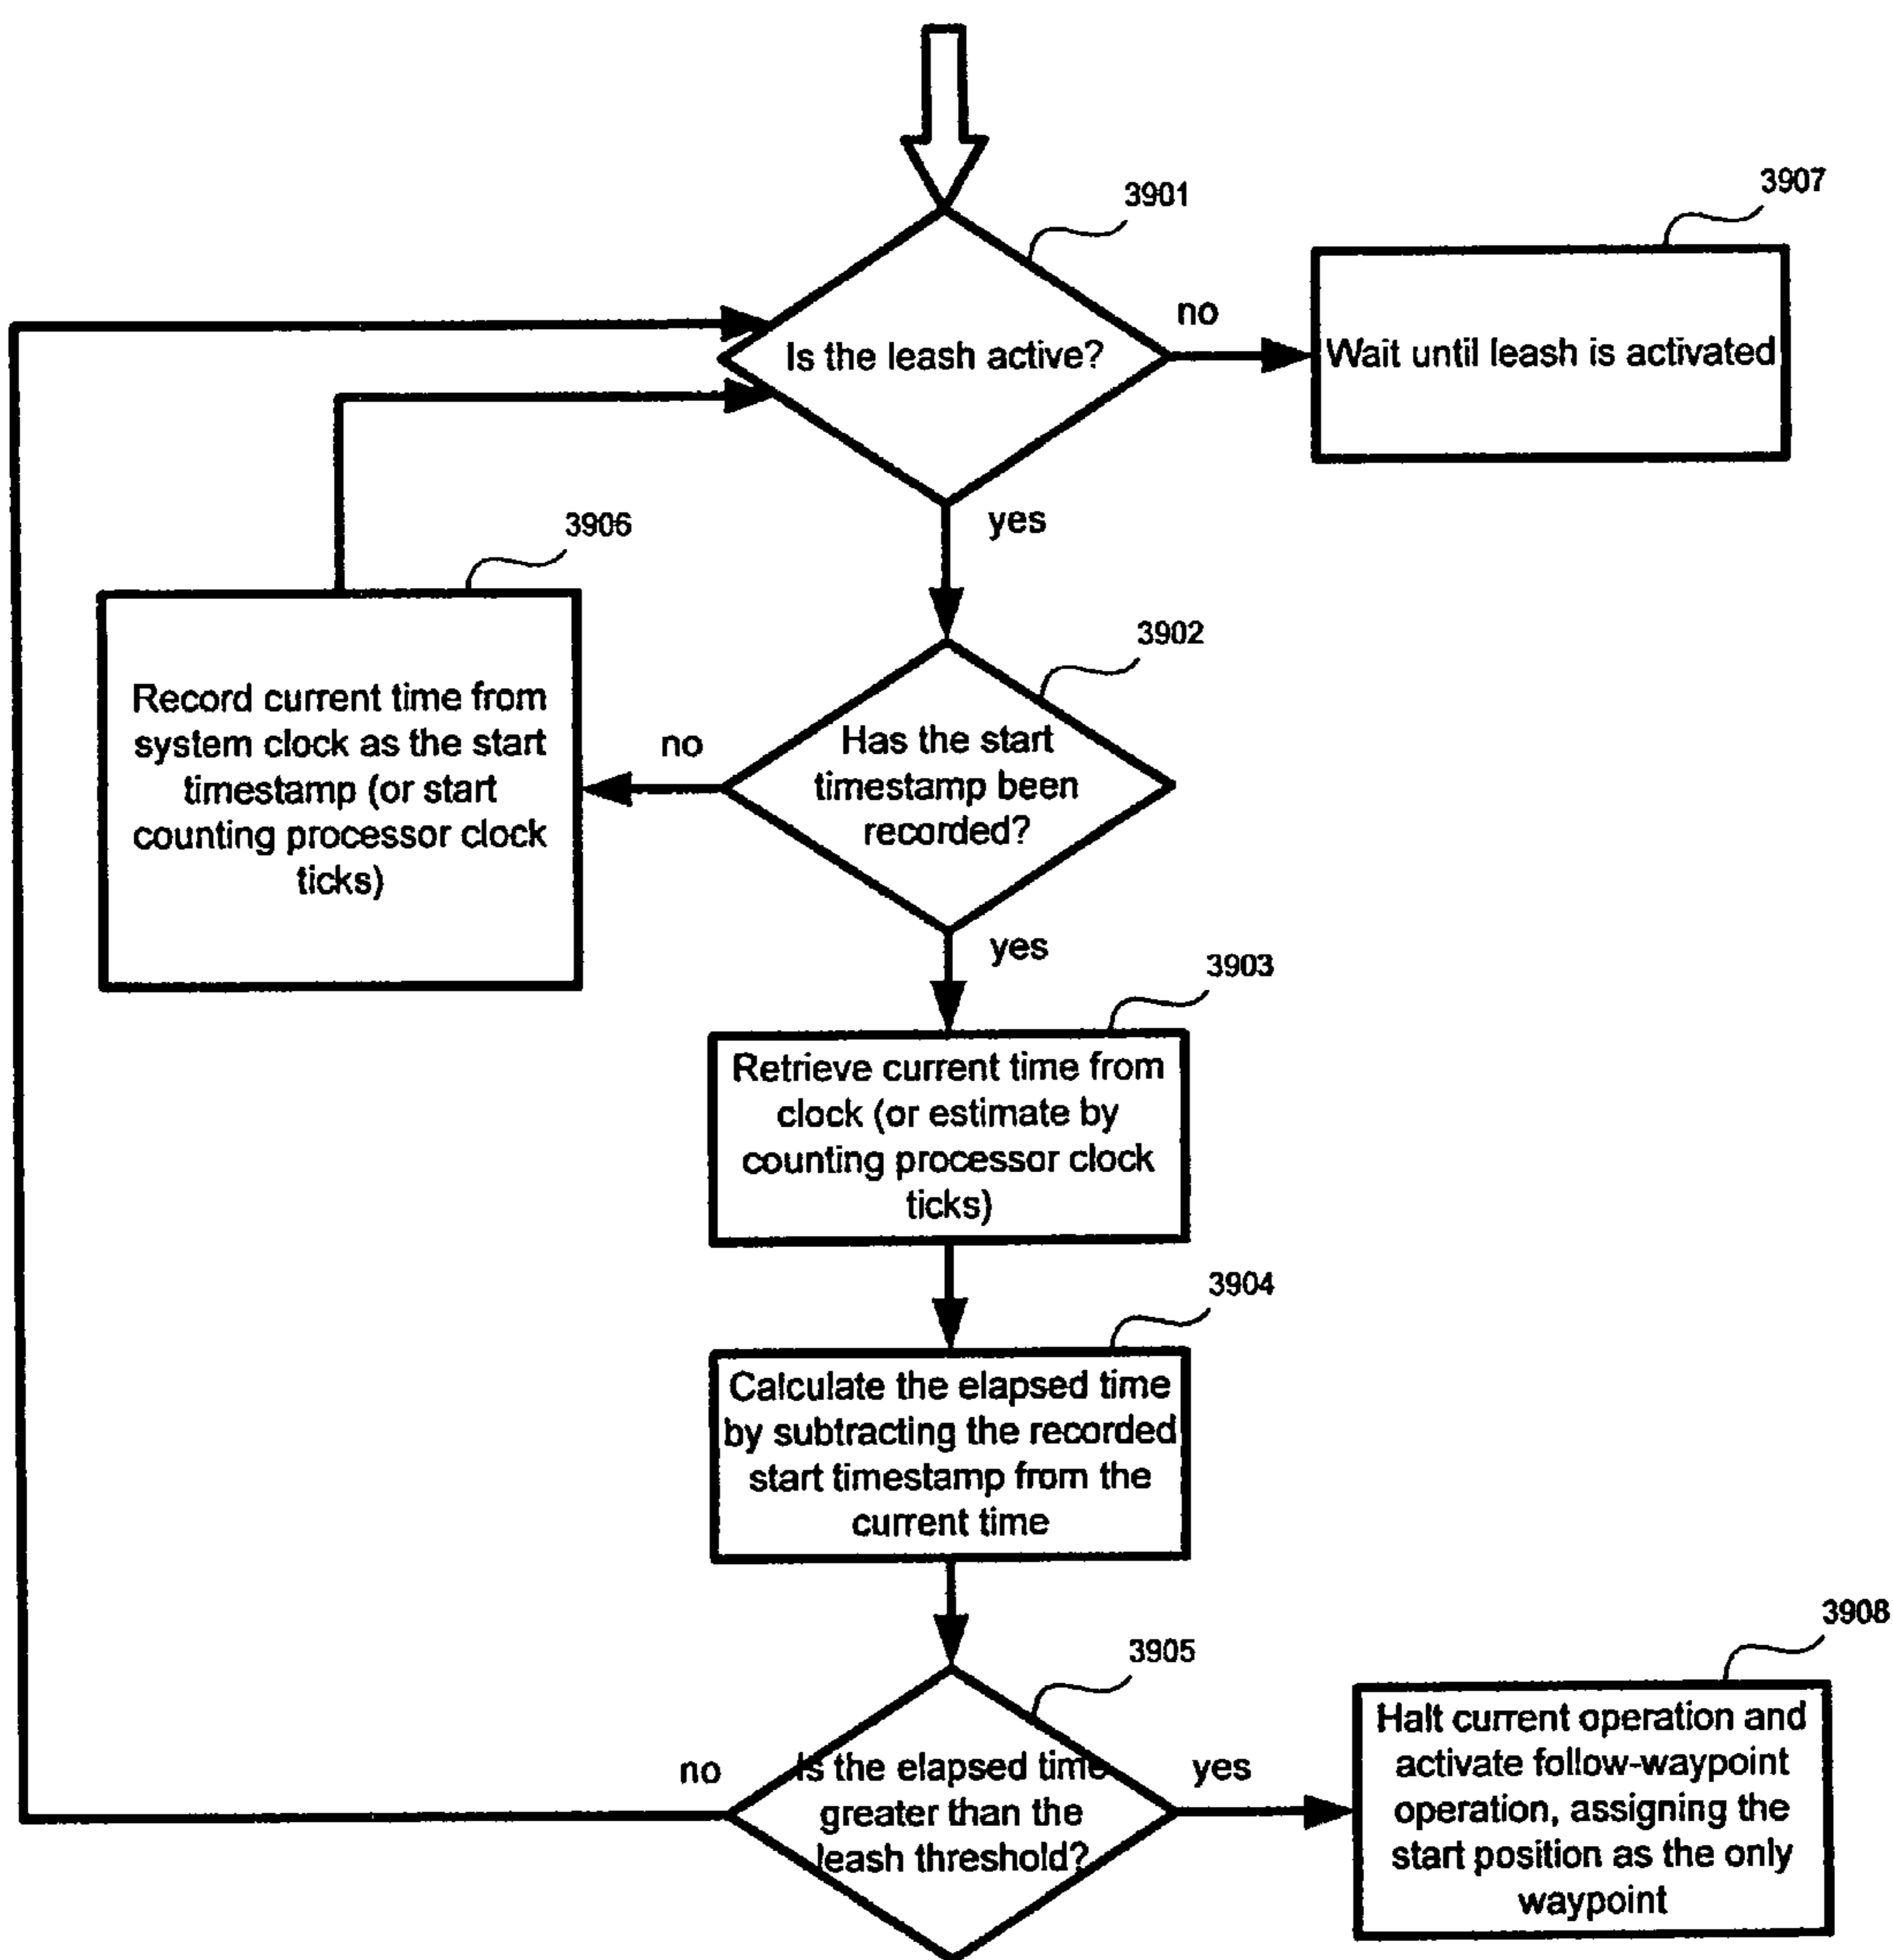 3901
3907
no
Is the leash active?
Wait until leash is activated
yes
3906
3902
Record current time from
system clock as the start
timestamp (or start
counting processor clock
ticks)
no
Has the start
timestamp been
recorded?
yes
3903
Retrieve current time from
clock (or estimate by
counting processor clock
ticks)
3904
Calculate the elapsed time
by subtracting the recorded
start timestamp from the
current time
3905
3908
no
Is the elapsed time
greater than the
leash threshold?
yes
Halt current operation and
activate follow-waypoint
operation, assigning the
start position as the only
waypoint